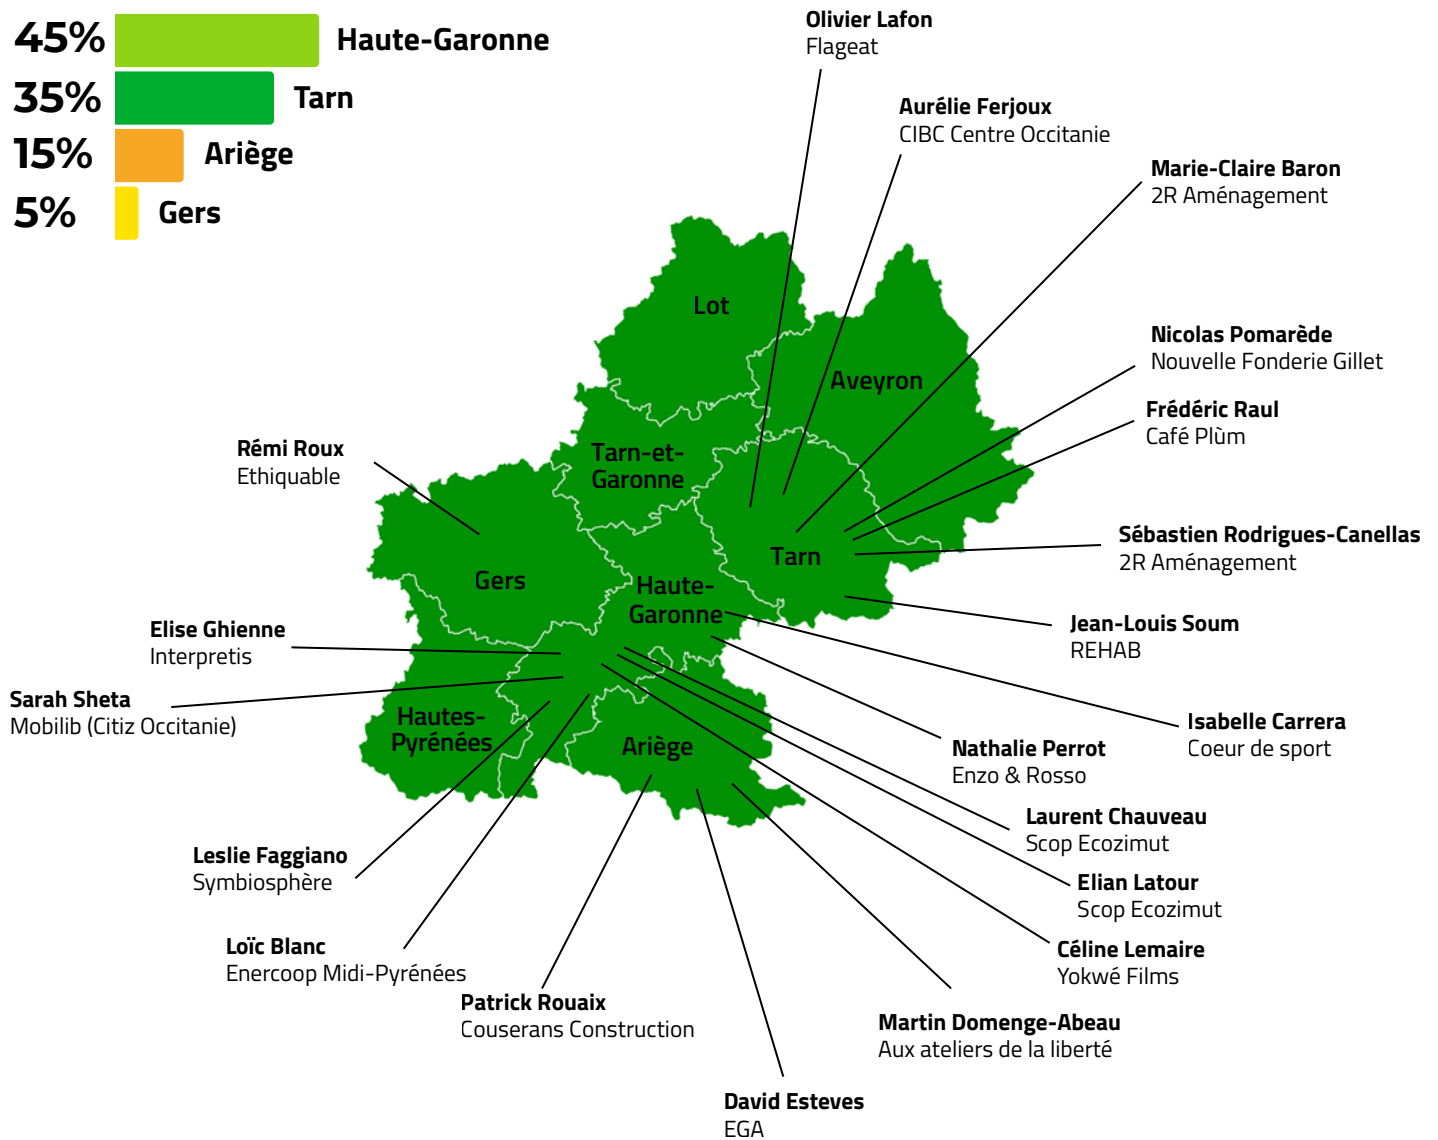 45%
Haute-Garonne
35%
Tarn
15%
Ariège
5%
Gers
Olivier Lafon
Flageat
Aurélie Ferjoux
CIBC Centre Occitanie
Marie-Claire Baron
2R Aménagement
Nicolas Pomarède
Nouvelle Fonderie Gillet
Frédéric Raul
Café Plùm
Sébastien Rodrigues-Canellas
2R Aménagement
Jean-Louis Soum
REHAB
Isabelle Carrera
Coeur de sport
Nathalie Perrot
Enzo & Rosso
Laurent Chauveau
Scop Ecozimut
Elian Latour
Scop Ecozimut
Céline Lemaire
Yokwé Films
Martin Domenge-Abeau
Aux ateliers de la liberté
David Esteves
EGA
Patrick Rouaix
Couserans Construction
Loïc Blanc
Enercoop Midi-Pyrénées
Leslie Faggiano
Symbiosphère
Sarah Sheta
Mobilib (Citiz Occitanie)
Elise Ghienne
Interpretis
Rémi Roux
Ethiquable
Lot
Aveyron
Tarn-et-
Garonne
Tarn
Gers
Haute-
Garonne
Hautes-
Pyrénées
Ariège